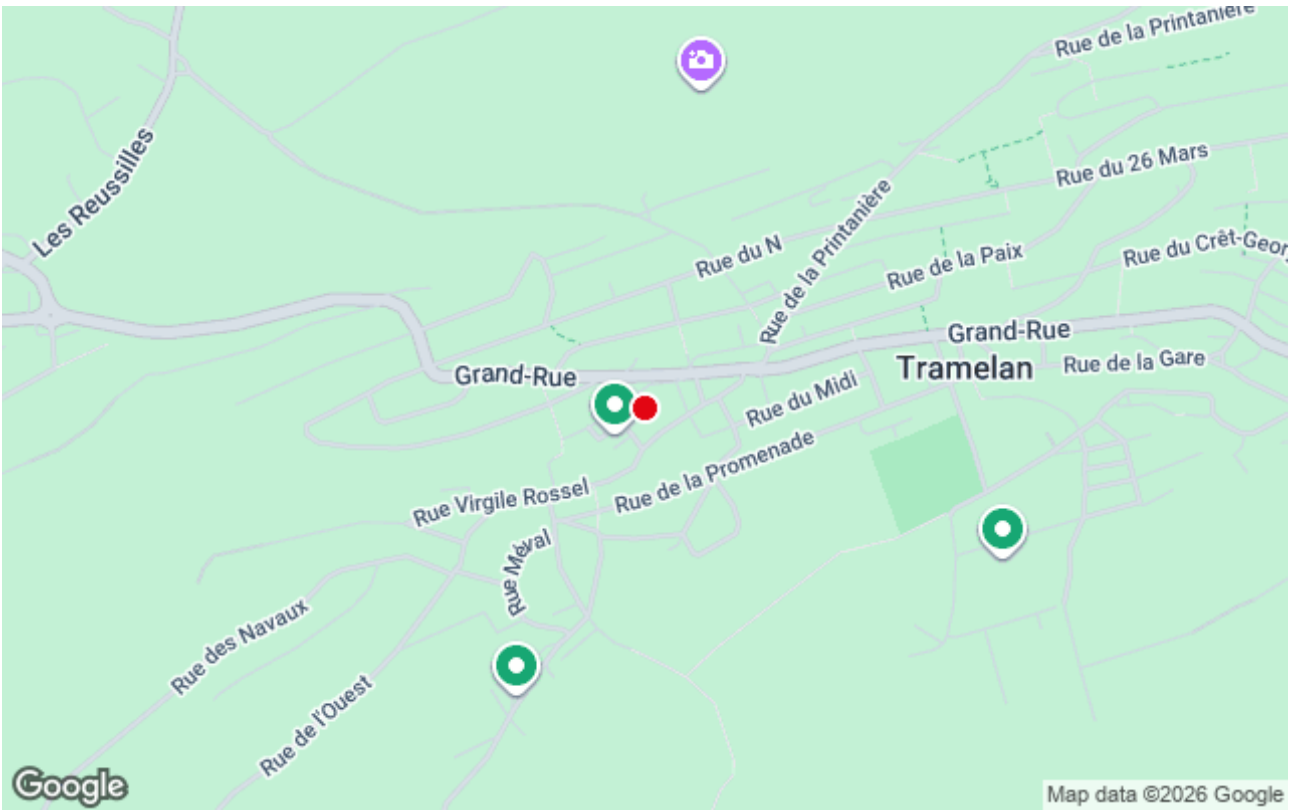 Rue de la Printanière
Les Reussilles
Rue du 26 Mars
Rue de la Printanière
Rue du N
Rue de la Paix
Rue du Crêt-Geor
Grand-Rue
Grand-Rue
Tramelan
Rue de la Gare
Rue du Midi
Rue de la Promenade
Rue Virgile Rossel
Rue Méval
Rue des Navaux
Rue de l'Ouest
Google
Map data ©2026 Google